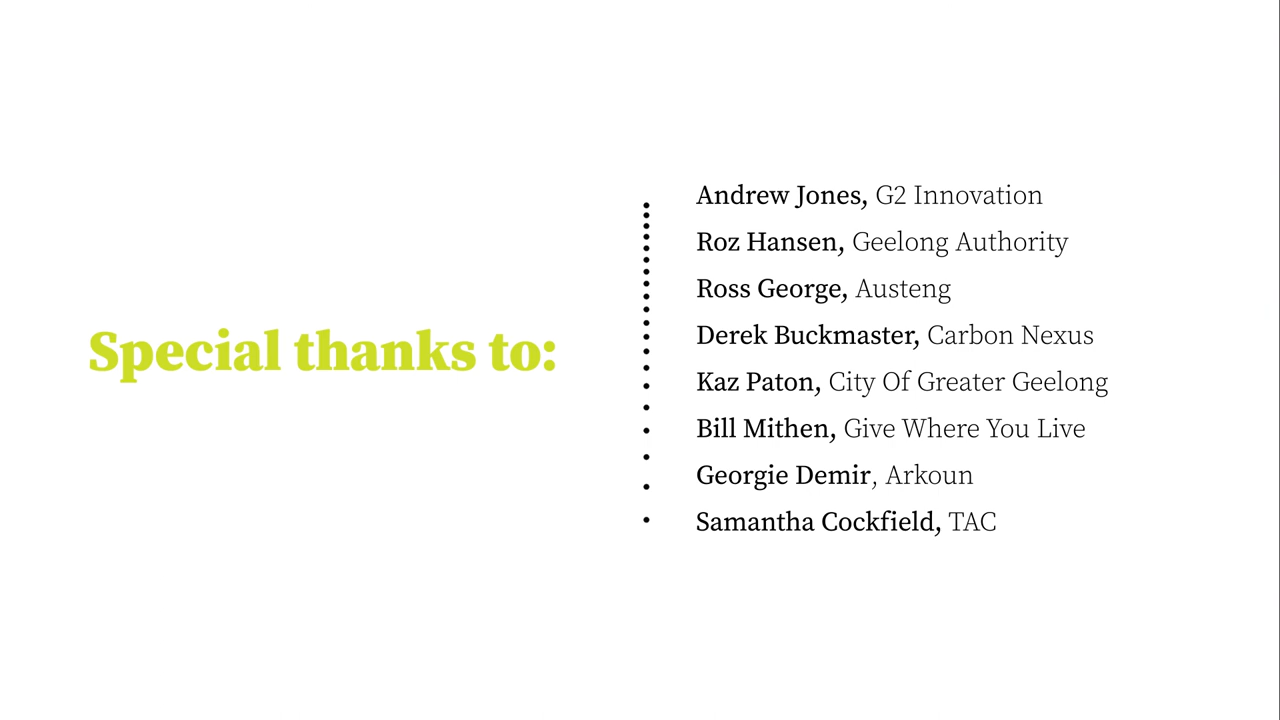 Special thanks to:
Andrew Jones, G2 Innovation
Roz Hansen, Geelong Authority
Ross George, Austeng
Derek Buckmaster, Carbon Nexus
Kaz Paton, City Of Greater Geelong
Bill Mithen, Give Where You Live
Georgie Demir, Arkoun
Samantha Cockfield, TAC